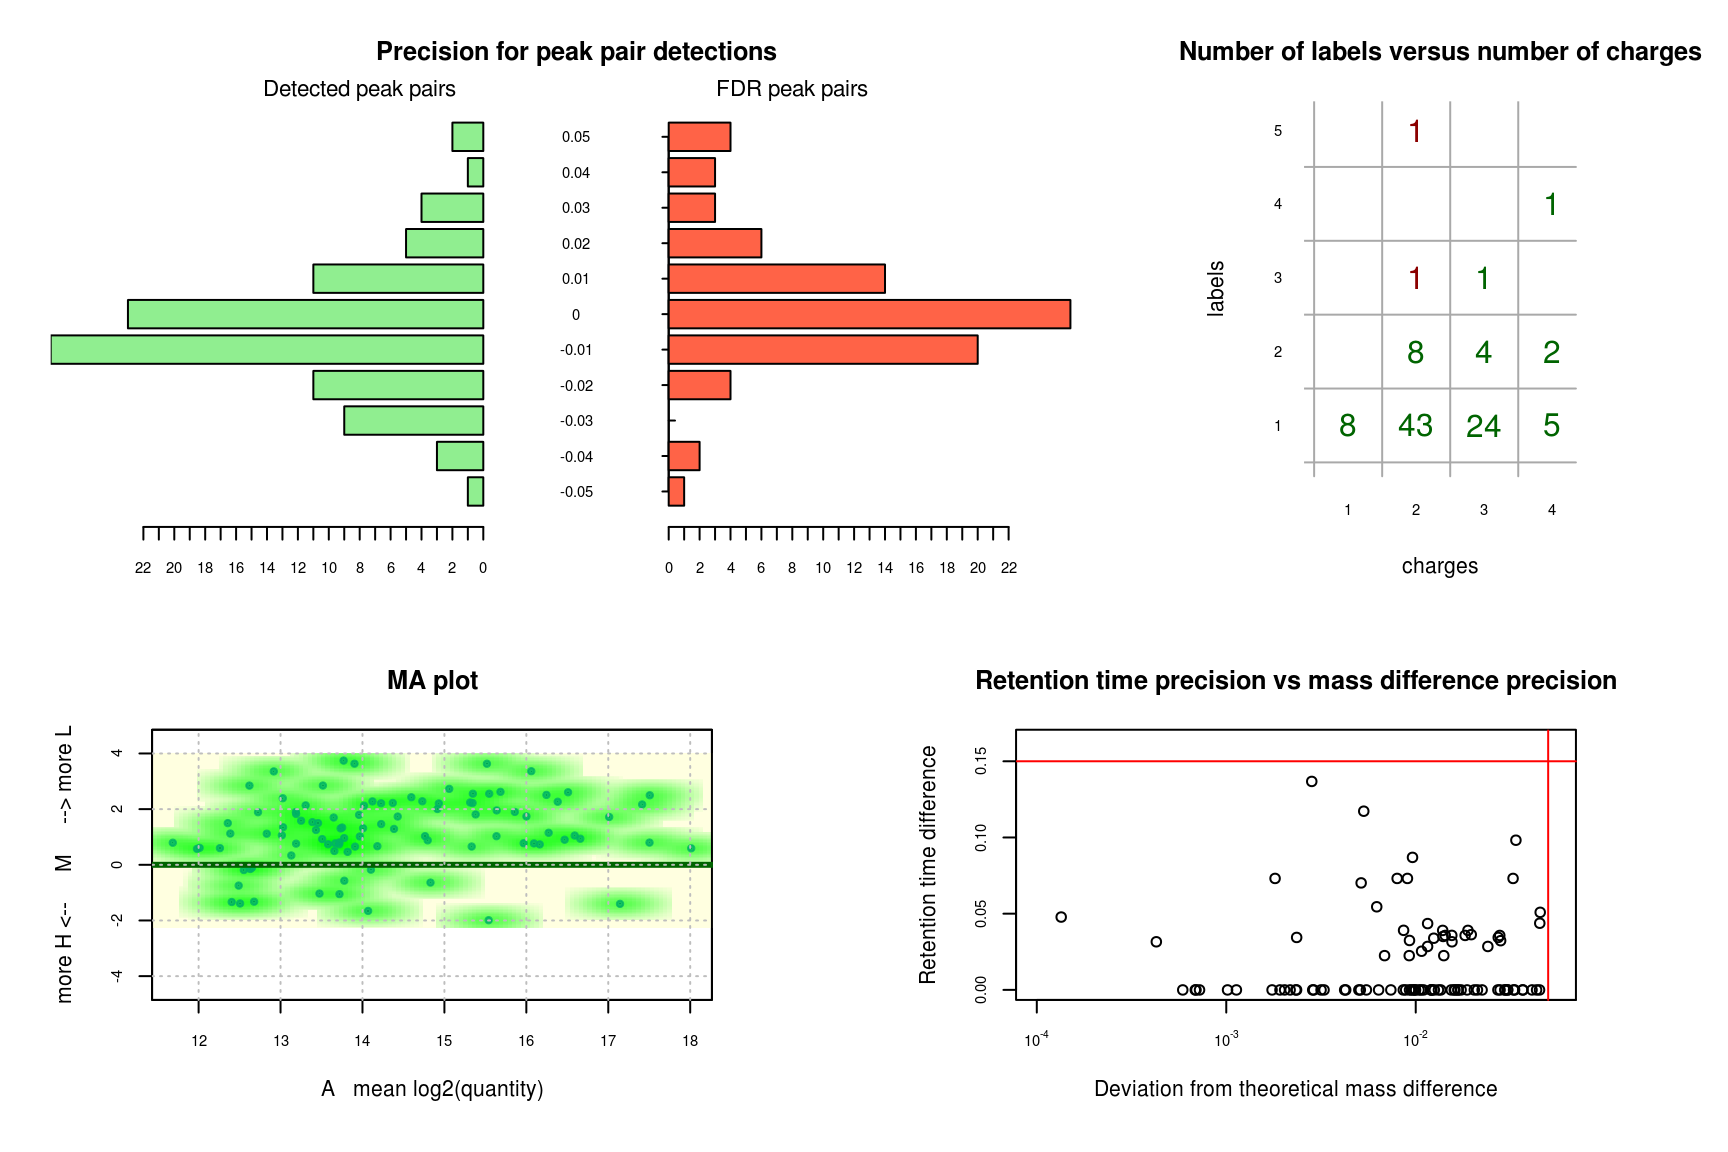 Precision for peak pair detections
Detected peak pairs
FDR peak pairs
0.05
0.04
0.03
0.02
0.01
0
-0.01
-0.02
-0.03
-0.04
-0.05
22 20 18 16 14 12 10 8 6 4 2 0
0 2 4 6 8 10 12 14 16 18 20 22
Number of labels versus number of charges
labels
5 1
4 1
3 1 1
2 8 4 2
1 8 43 24 5
1 2 3 4
charges
MA plot
more H <-- M --> more L
4
2
0
-2
-4
12 13 14 15 16 17 18
A mean log2(quantity)
Retention time precision vs mass difference precision
Retention time difference
0.15
0.10
0.05
0.00
10-4 10-3 10-2
Deviation from theoretical mass difference